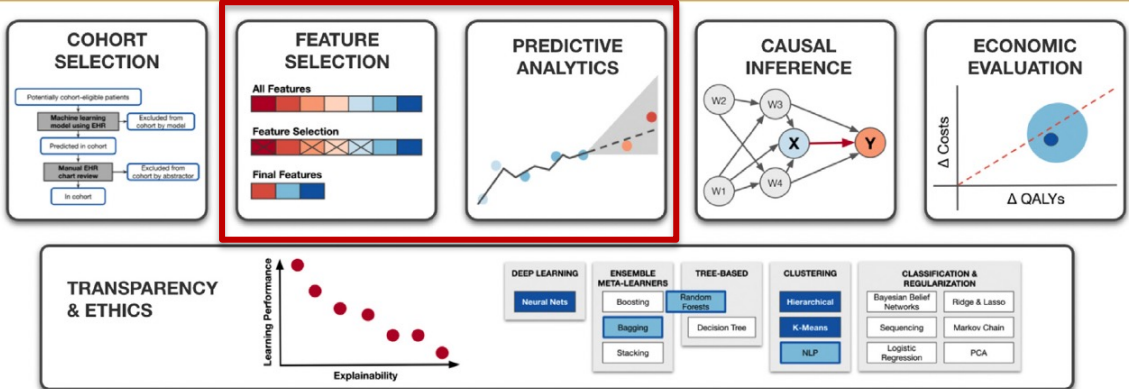 COHORT
SELECTION
Potentially cohort-eligible patients
Machine learning
model using EHR
Excluded from
cohort by model
Predicted in cohort
Manual EHR
chart review
Excluded from
cohort by abstractor
In cohort
FEATURE
SELECTION
All Features
Feature Selection
Final Features
PREDICTIVE
ANALYTICS
CAUSAL
INFERENCE
W2
W3
X
Y
W1
W4
ECONOMIC
EVALUATION
Δ Costs
Δ QALYs
TRANSPARENCY
& ETHICS
Learning Performance
Explainability
DEEP LEARNING
Neural Nets
ENSEMBLE
META-LEARNERS
Boosting
Bagging
Stacking
TREE-BASED
Random
Forests
Decision Tree
CLUSTERING
Hierarchical
K-Means
NLP
CLASSIFICATION &
REGULARIZATION
Bayesian Belief
Networks
Ridge & Lasso
Sequencing
Markov Chain
Logistic
Regression
PCA